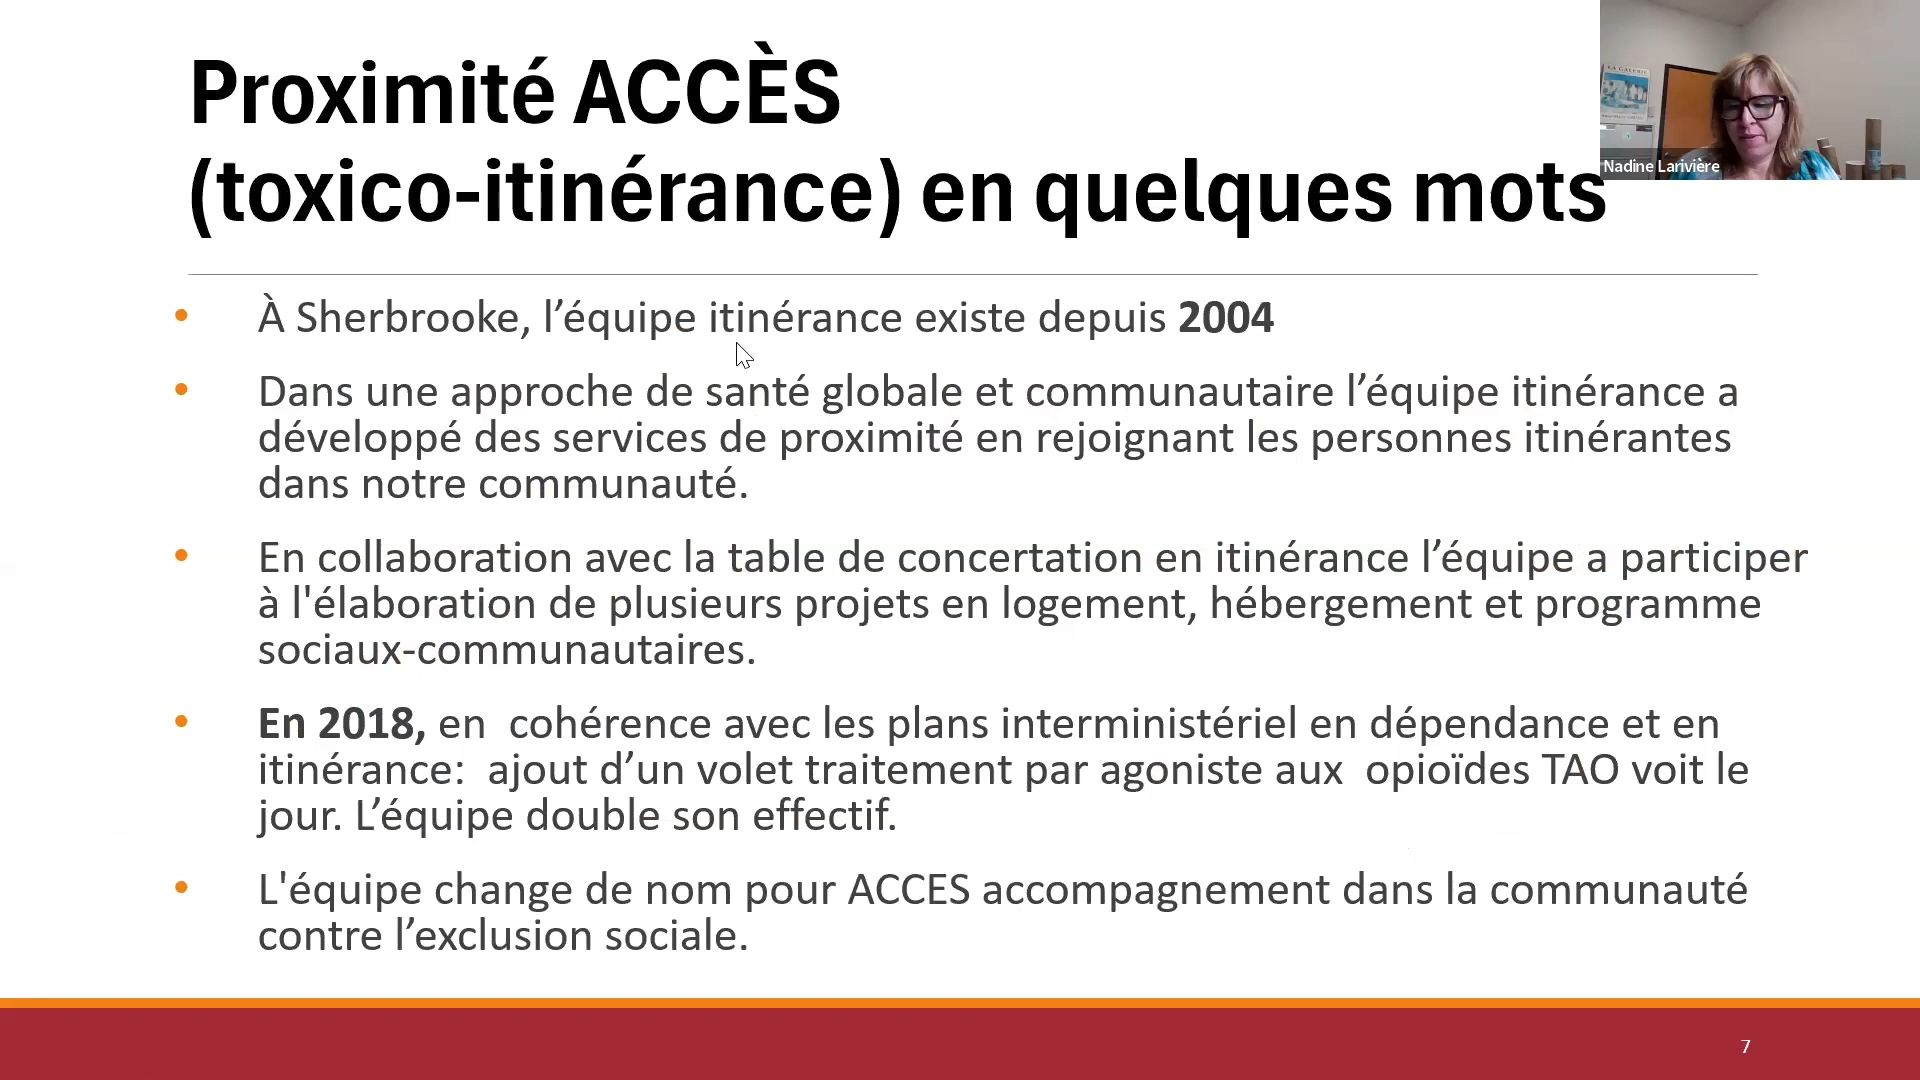 Proximité ACCÈS
(toxico-itinérance) en quelques mots
Nadine Larivière
• À Sherbrooke, l’équipe itinérance existe depuis 2004
• Dans une approche de santé globale et communautaire l’équipe itinérance a
développé des services de proximité en rejoignant les personnes itinérantes
dans notre communauté.
• En collaboration avec la table de concertation en itinérance l’équipe a participer
à l'élaboration de plusieurs projets en logement, hébergement et programme
sociaux-communautaires.
• En 2018, en  cohérence avec les plans interministériel en dépendance et en
itinérance:  ajout d’un volet traitement par agoniste aux  opioïdes TAO voit le
jour. L’équipe double son effectif.
• L'équipe change de nom pour ACCES accompagnement dans la communauté
contre l’exclusion sociale.
7